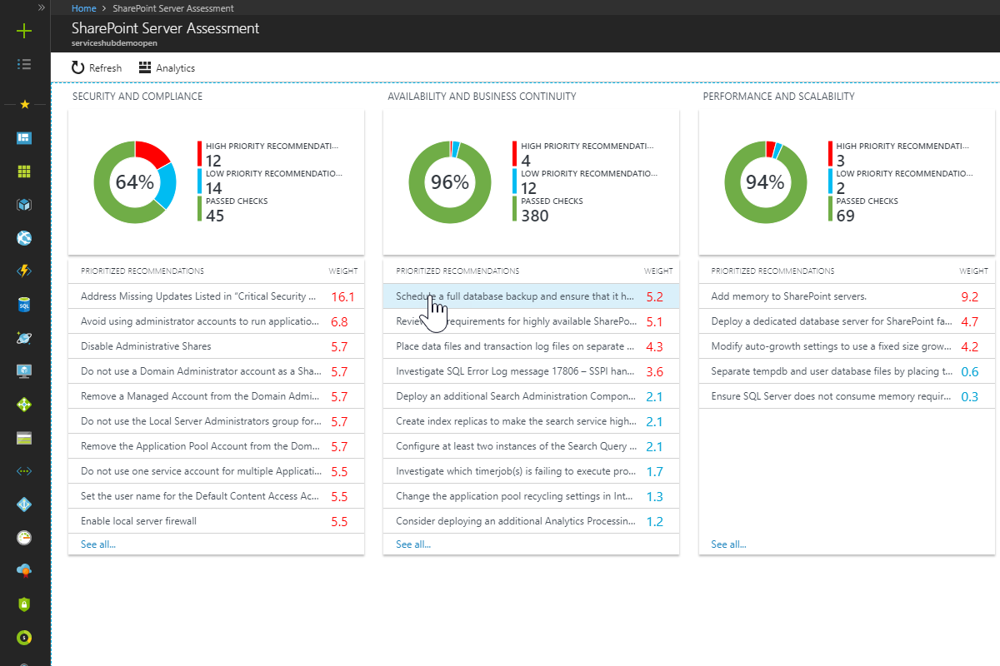 »
Home > SharePoint Server Assessment
SharePoint Server Assessment
serviceshubdemoopen
Refresh Analytics
SECURITY AND COMPLIANCE
64%
HIGH PRIORITY RECOMMENDATI...
12
LOW PRIORITY RECOMMENDATIO...
14
PASSED CHECKS
45
PRIORITIZED RECOMMENDATIONS WEIGHT
Address Missing Updates Listed in “Critical Security ... 16.1
Avoid using administrator accounts to run applicatio... 6.8
Disable Administrative Shares 5.7
Do not use a Domain Administrator account as a Sha... 5.7
Remove a Managed Account from the Domain Admi... 5.7
Do not use the Local Server Administrators group for... 5.7
Remove the Application Pool Account from the Dom... 5.7
Do not use one service account for multiple Applicati... 5.5
Set the user name for the Default Content Access Ac... 5.5
Enable local server firewall 5.5
See all...
AVAILABILITY AND BUSINESS CONTINUITY
96%
HIGH PRIORITY RECOMMENDATI...
4
LOW PRIORITY RECOMMENDATIO...
12
PASSED CHECKS
380
PRIORITIZED RECOMMENDATIONS WEIGHT
Schedule a full database backup and ensure that it h... 5.2
requirements for highly available SharePo... 5.1
Place data files and transaction log files on separate ... 4.3
Investigate SQL Error Log message 17806 – SSPI han... 3.6
Deploy an additional Search Administration Compon... 2.1
Create index replicas to make the search service high... 2.1
Configure at least two instances of the Search Query ... 2.1
Investigate which timerjob(s) is failing to execute pro... 1.7
Change the application pool recycling settings in Int... 1.3
Consider deploying an additional Analytics Processin... 1.2
See all...
PERFORMANCE AND SCALABILITY
94%
HIGH PRIORITY RECOMMENDATI...
3
LOW PRIORITY RECOMMENDATIO...
2
PASSED CHECKS
69
PRIORITIZED RECOMMENDATIONS WEIGHT
Add memory to SharePoint servers. 9.2
Deploy a dedicated database server for SharePoint fa... 4.7
Modify auto-growth settings to use a fixed size grow... 4.2
Separate tempdb and user database files by placing t... 0.6
Ensure SQL Server does not consume memory requir... 0.3
See all...
SQL